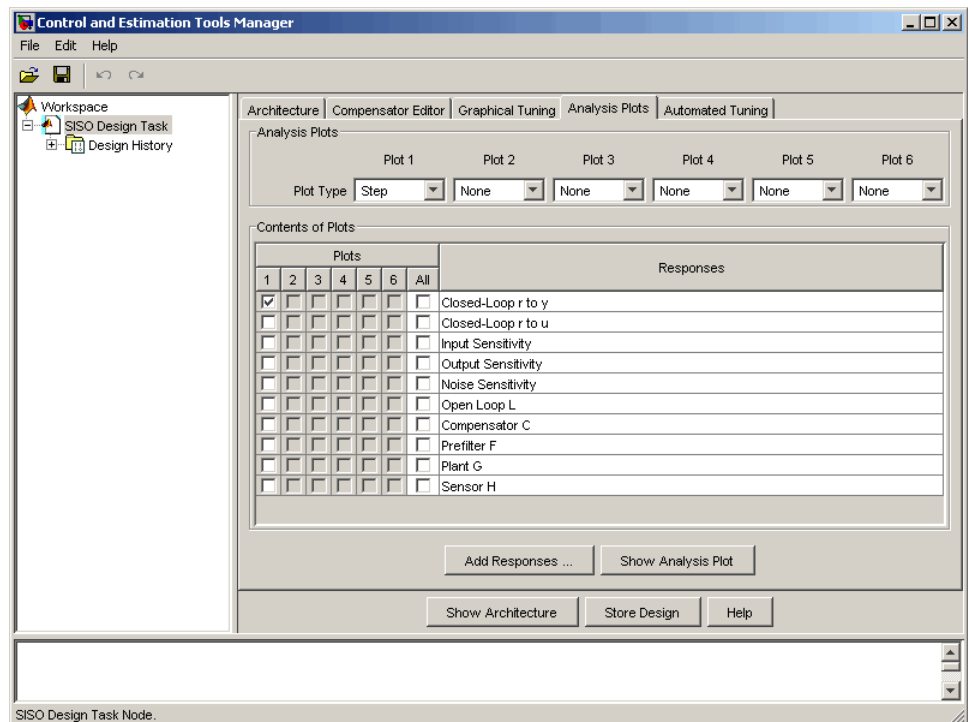 Control and Estimation Tools Manager
File Edit Help
Workspace
SISO Design Task
Design History
Architecture Compensator Editor Graphical Tuning Analysis Plots Automated Tuning
Analysis Plots
Plot 1 Plot 2 Plot 3 Plot 4 Plot 5 Plot 6
Plot Type Step None None None None None
Contents of Plots
Plots
Responses
1 2 3 4 5 6 All
Closed-Loop r to y
Closed-Loop r to u
Input Sensitivity
Output Sensitivity
Noise Sensitivity
Open Loop L
Compensator C
Prefilter F
Plant G
Sensor H
Add Responses ... Show Analysis Plot
Show Architecture Store Design Help
SISO Design Task Node.